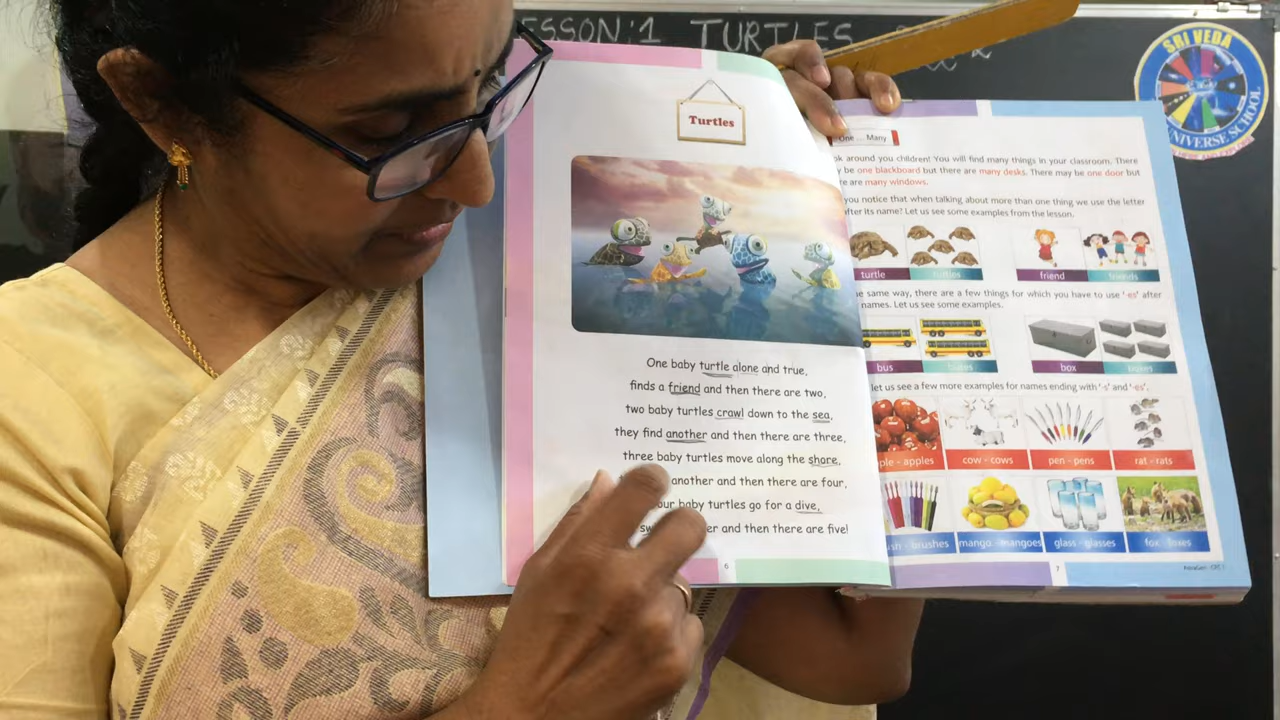 LESSON:1 TURTLES
SRI VEDA
UNIVERSE SCHOOL
Turtles
One baby turtle alone and true,
finds a friend and then there are two,
two baby turtles crawl down to the sea,
they find another and then there are three,
three baby turtles move along the shore,
another and then there are four,
our baby turtles go for a dive,
er and then there are five!
6
One ... Many
ok around you children! You will find many things in your classroom. There
y be one blackboard but there are many desks. There may be one door but
re are many windows.
you notice that when talking about more than one thing we use the letter
after its name? Let us see some examples from the lesson.
turtle turtles friend friends
e same way, there are a few things for which you have to use '-es' after
names. Let us see some examples.
bus buses box boxes
let us see a few more examples for names ending with '-s' and '-es'.
ple - apples cow - cows pen - pens rat - rats
ush - brushes mango - mangoes glass - glasses fox - foxes
7